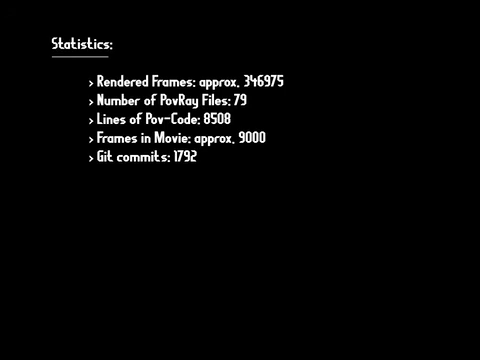 Statistics:
> Rendered Frames: approx. 346975
> Number of PovRay Files: 79
> Lines of Pov-Code: 8508
> Frames in Movie: approx. 9000
> Git commits: 1792